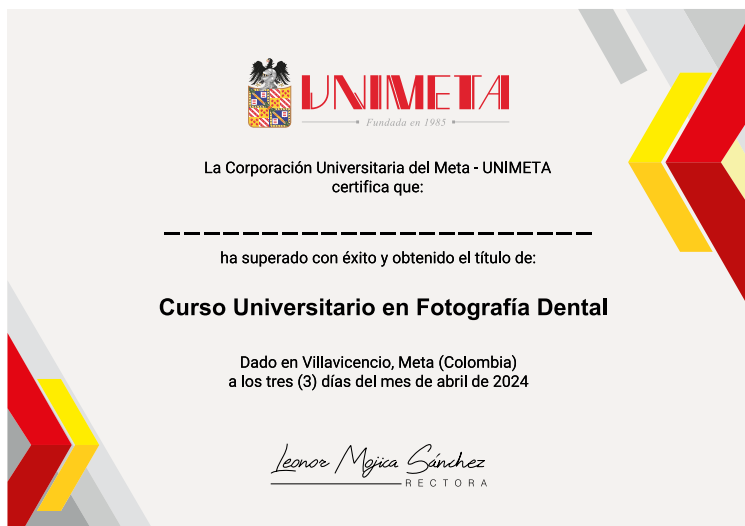 UNIMETA
Fundada en 1985
La Corporación Universitaria del Meta - UNIMETA
certifica que:
ha superado con éxito y obtenido el título de:
Curso Universitario en Fotografía Dental
Dado en Villavicencio, Meta (Colombia)
a los tres (3) días del mes de abril de 2024
Leonor Mojica Sánchez
RECTORA